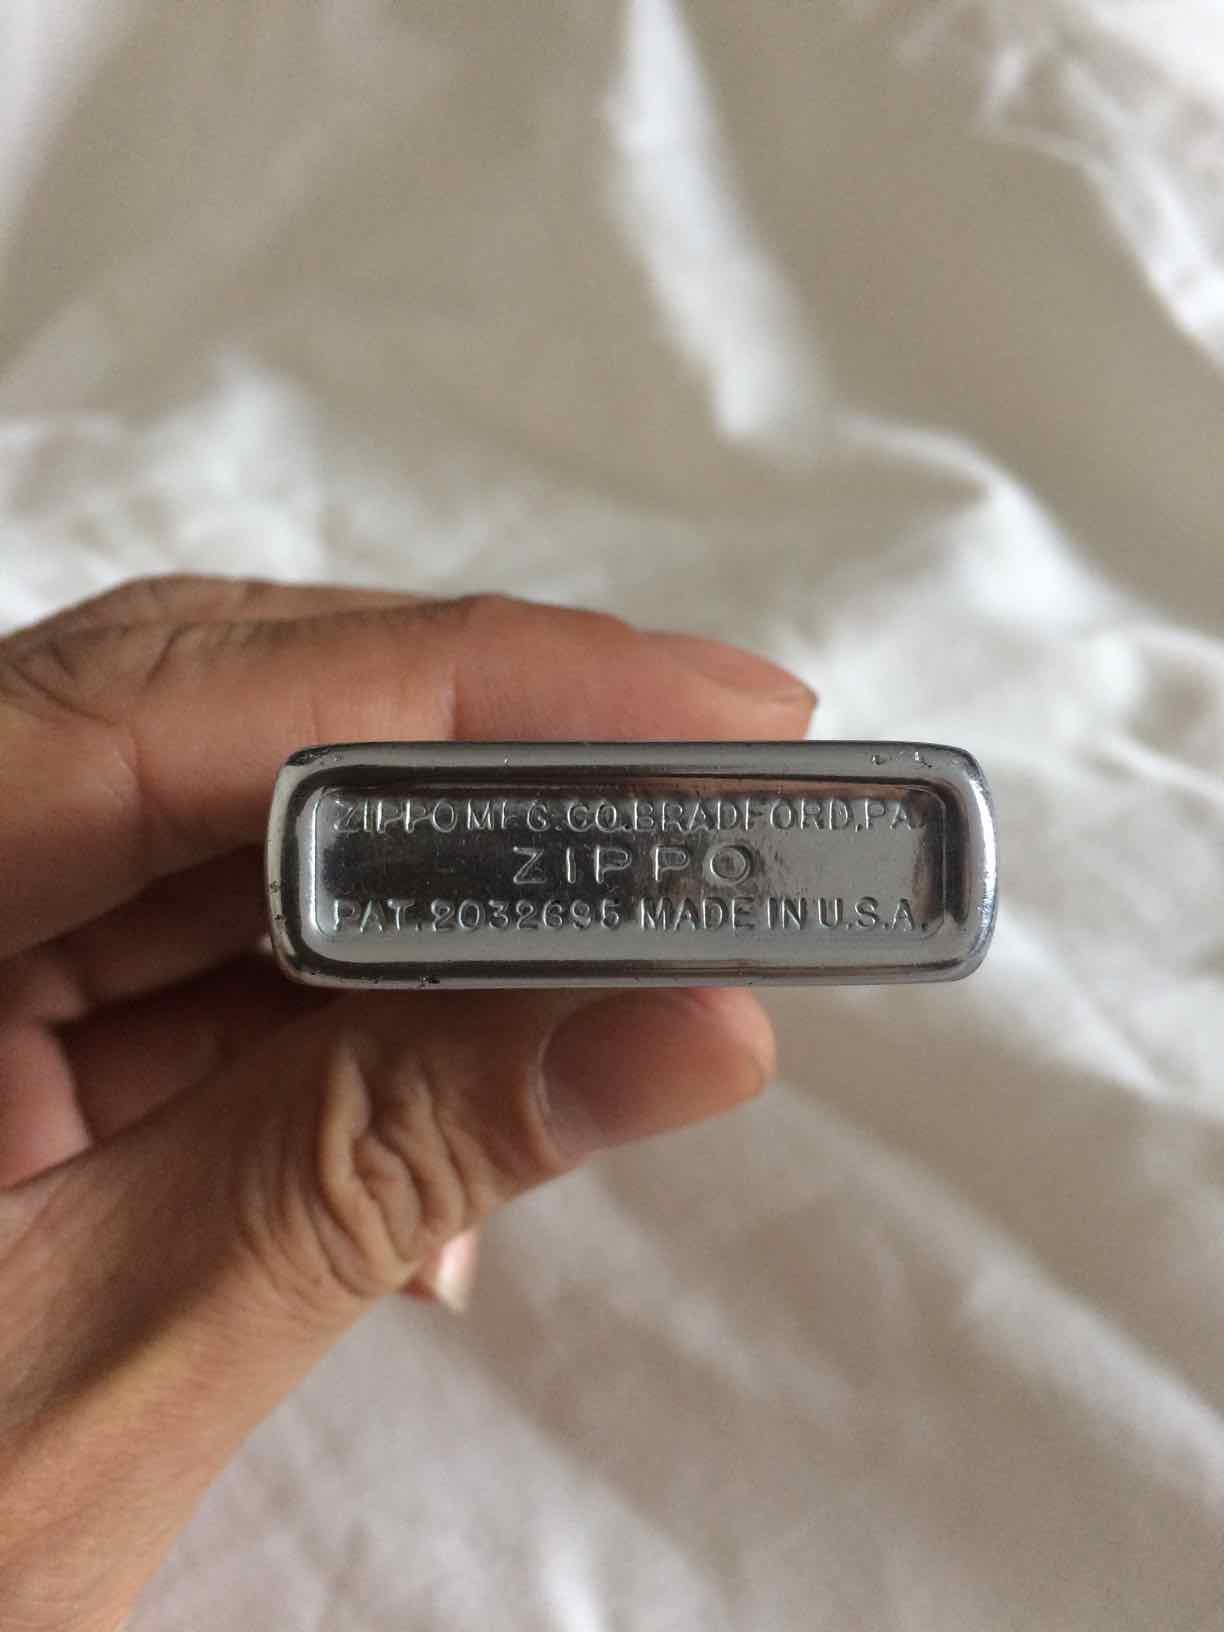 ZIPPO MFG. CO. BRADFORD, PA.
ZIPPO
PAT. 2032695 MADE IN U.S.A.